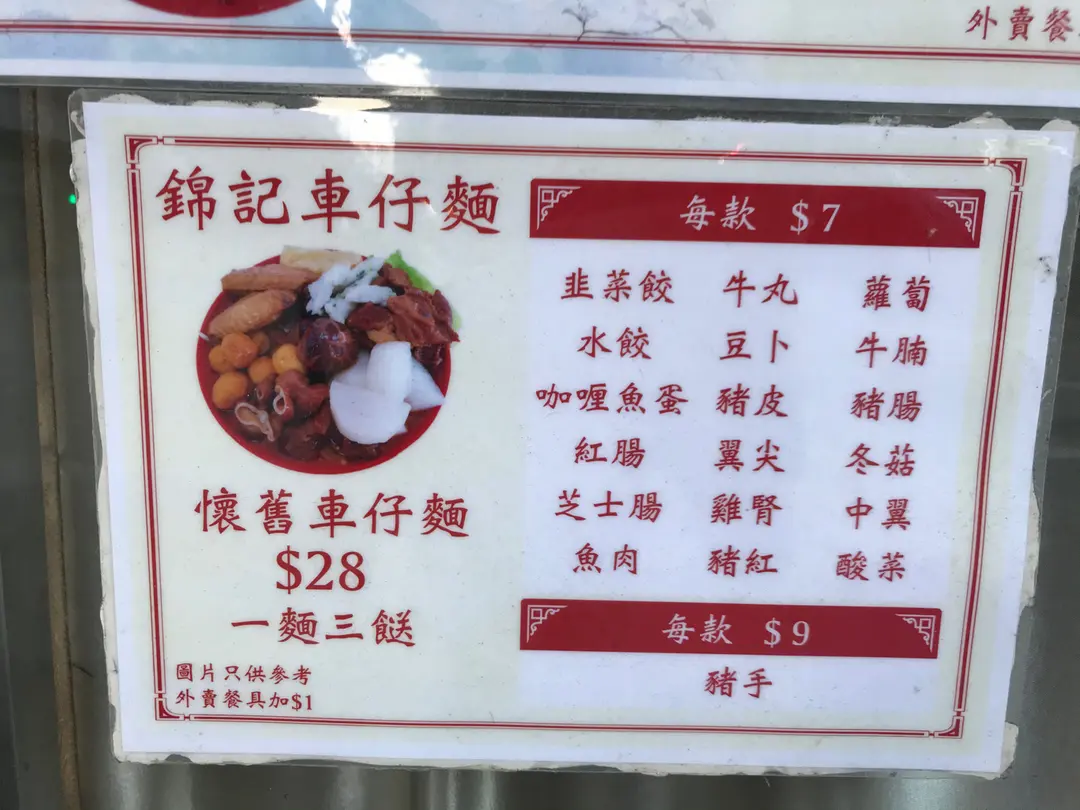 外賣餐
錦記車仔麵
懷舊車仔麵
$28
一麵三餸
圖片只供參考
外賣餐具加$1
每款 $7
韭菜餃 牛丸 蘿蔔
水餃 豆卜 牛腩
咖喱魚蛋 豬皮 豬腸
紅腸 翼尖 冬菇
芝士腸 雞腎 中翼
魚肉 豬紅 酸菜
每款 $9
豬手